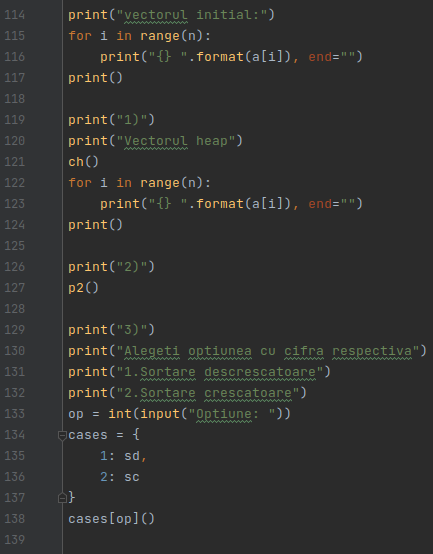 114 print("vectorul initial:")
115 for i in range(n):
116     print("{} ".format(a[i]), end="")
117 print()
118
119 print("1)")
120 print("Vectorul heap")
121 ch()
122 for i in range(n):
123     print("{} ".format(a[i]), end="")
124 print()
125
126 print("2)")
127 p2()
128
129 print("3)")
130 print("Alegeti optiunea cu cifra respectiva")
131 print("1.Sortare descrescatoare")
132 print("2.Sortare crescatoare")
133 op = int(input("Optiune: "))
134 cases = {
135     1: sd,
136     2: sc
137 }
138 cases[op]()
139